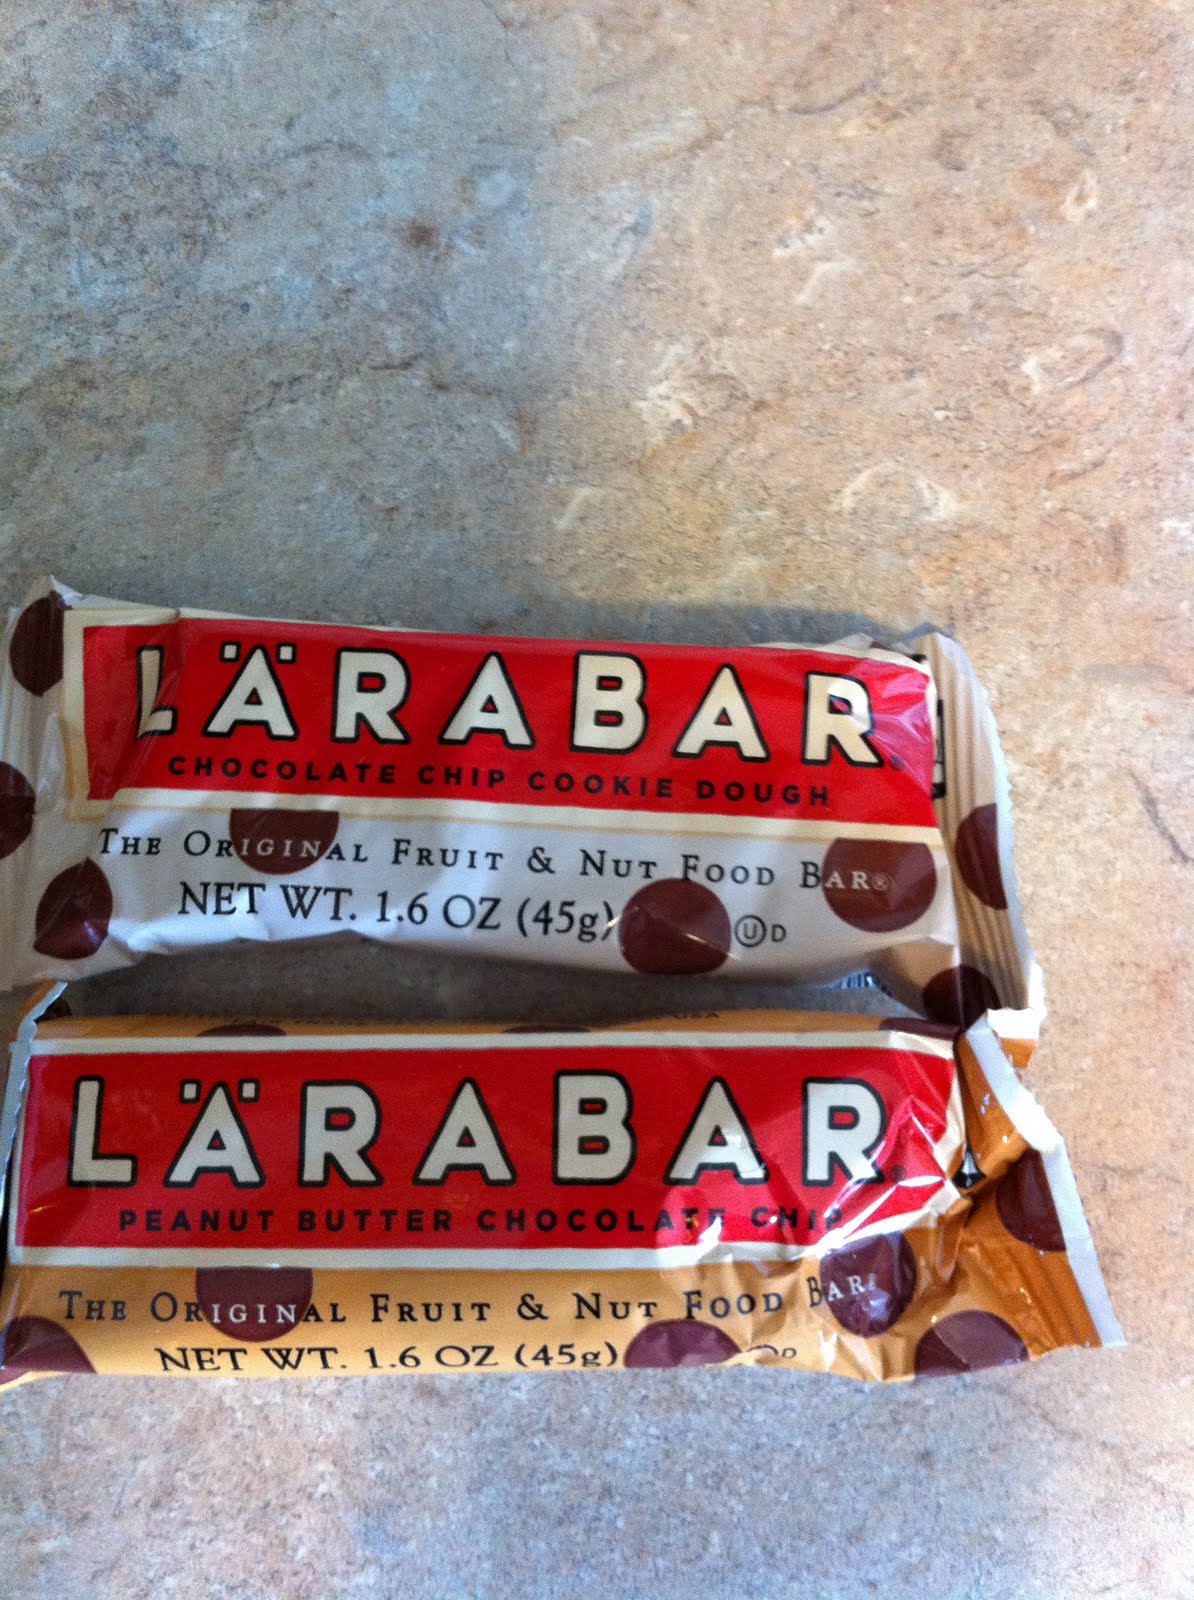 LÄRABAR®
CHOCOLATE CHIP COOKIE DOUGH
THE ORIGINAL FRUIT & NUT FOOD BAR®
NET WT. 1.6 OZ (45g)
Ⓤ D
LÄRABAR®
PEANUT BUTTER CHOCOLATE CHIP
THE ORIGINAL FRUIT & NUT FOOD BAR®
NET WT. 1.6 OZ (45g)
Ⓤ D